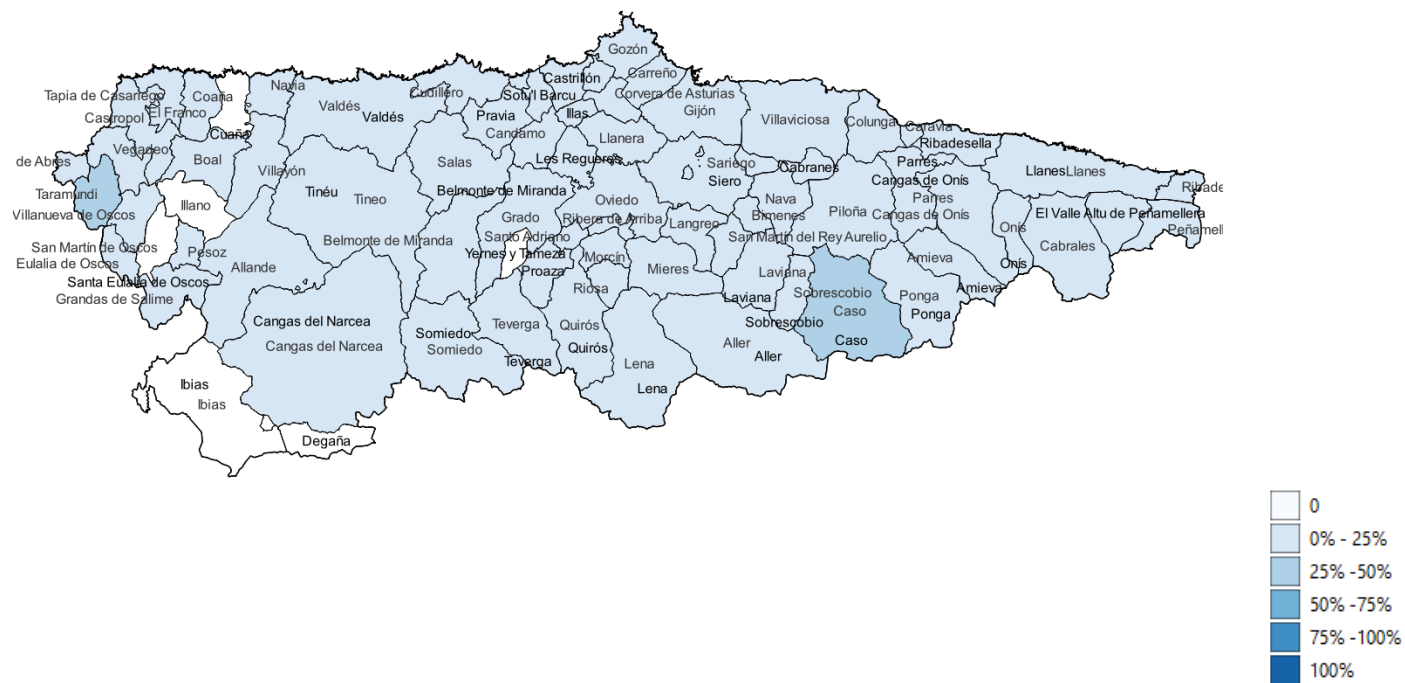 Gozón
Carreño
Castrillón
Corvera de Asturias
Gijón
Navia
Cudillero
Sotu'l Barcu
Illas
Tapia de Casariego
Coaña
El Franco
Castropol
Valdés
Valdés
Pravia
Candamo
Villaviciosa
Colunga
Caravia
Ribadesella
Cuaña
Llanera
Vegadeo
Boal
Salas
Les Regueres
Sariego
Siero
Cabranes
Parres
de Abres
Villayón
Llanes
Llanes
Cangas de Onís
Taramundi
Tinéu
Tineo
Belmonte de Miranda
Ribade
Illano
Oviedo
Nava
Parres
Villanueva de Oscos
Grado
Ribera de Arriba
Langreo
Bimenes
Piloña
Cangas de Onís
El Valle Altu de Peñamellera
Onís
Peñamell
San Martín de Oscos
Pesoz
Belmonte de Miranda
Santo Adriano
San Martín del Rey Aurelio
Cabrales
Eulalia de Oscos
Allande
Yernes y Tameza
Morcín
Mieres
Laviana
Amieva
Onís
Santa Eulalia de Oscos
Proaza
Grandas de Salime
Riosa
Laviana
Sobrescobio
Ponga
Amieva
Caso
Ponga
Cangas del Narcea
Teverga
Quirós
Sobrescobio
Cangas del Narcea
Somiedo
Somiedo
Quirós
Aller
Caso
Teverga
Lena
Aller
Ibias
Lena
Ibias
Degaña
0
0% - 25%
25% -50%
50% -75%
75% -100%
100%